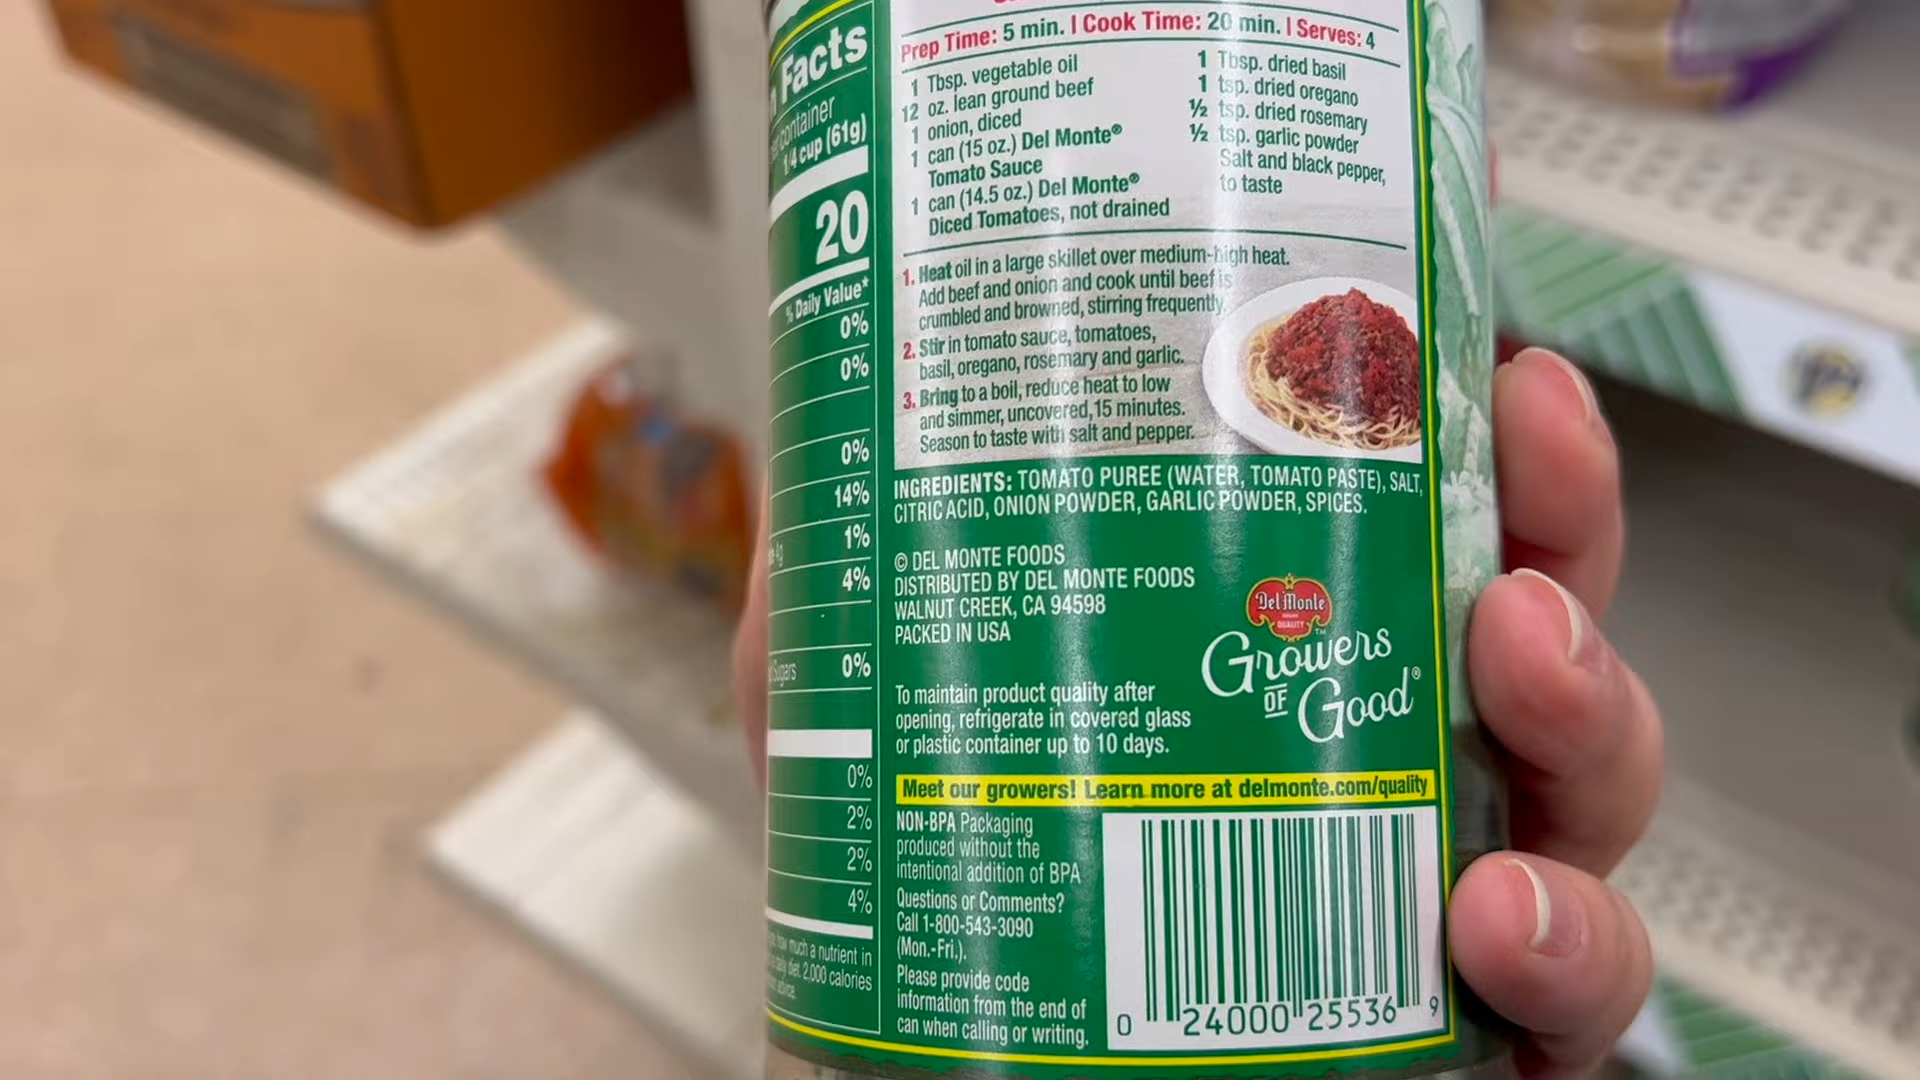 Facts
container
1/4 cup (61g)
20
% Daily Value*
0%
0%
0%
14%
1%
4%
Sugars 0%
0%
2%
2%
4%
how much a nutrient in
daily diet. 2,000 calories
advice.
Prep Time: 5 min. | Cook Time: 20 min. | Serves: 4
1 Tbsp. vegetable oil
12 oz. lean ground beef
1 onion, diced
1 can (15 oz.) Del Monte®
Tomato Sauce
1 can (14.5 oz.) Del Monte®
Diced Tomatoes, not drained
1 Tbsp. dried basil
1 tsp. dried oregano
½ tsp. dried rosemary
½ tsp. garlic powder
Salt and black pepper,
to taste
1. Heat oil in a large skillet over medium-high heat.
Add beef and onion and cook until beef is
crumbled and browned, stirring frequently.
2. Stir in tomato sauce, tomatoes,
basil, oregano, rosemary and garlic.
3. Bring to a boil, reduce heat to low
and simmer, uncovered, 15 minutes.
Season to taste with salt and pepper.
INGREDIENTS: TOMATO PUREE (WATER, TOMATO PASTE), SALT,
CITRIC ACID, ONION POWDER, GARLIC POWDER, SPICES.
© DEL MONTE FOODS
DISTRIBUTED BY DEL MONTE FOODS
WALNUT CREEK, CA 94598
PACKED IN USA
Del Monte
QUALITY
Growers
OF
Good®
To maintain product quality after
opening, refrigerate in covered glass
or plastic container up to 10 days.
Meet our growers! Learn more at delmonte.com/quality
NON-BPA Packaging
produced without the
intentional addition of BPA
Questions or Comments?
Call 1-800-543-3090
(Mon.-Fri.).
Please provide code
information from the end of
can when calling or writing.
0 24000 25536 9